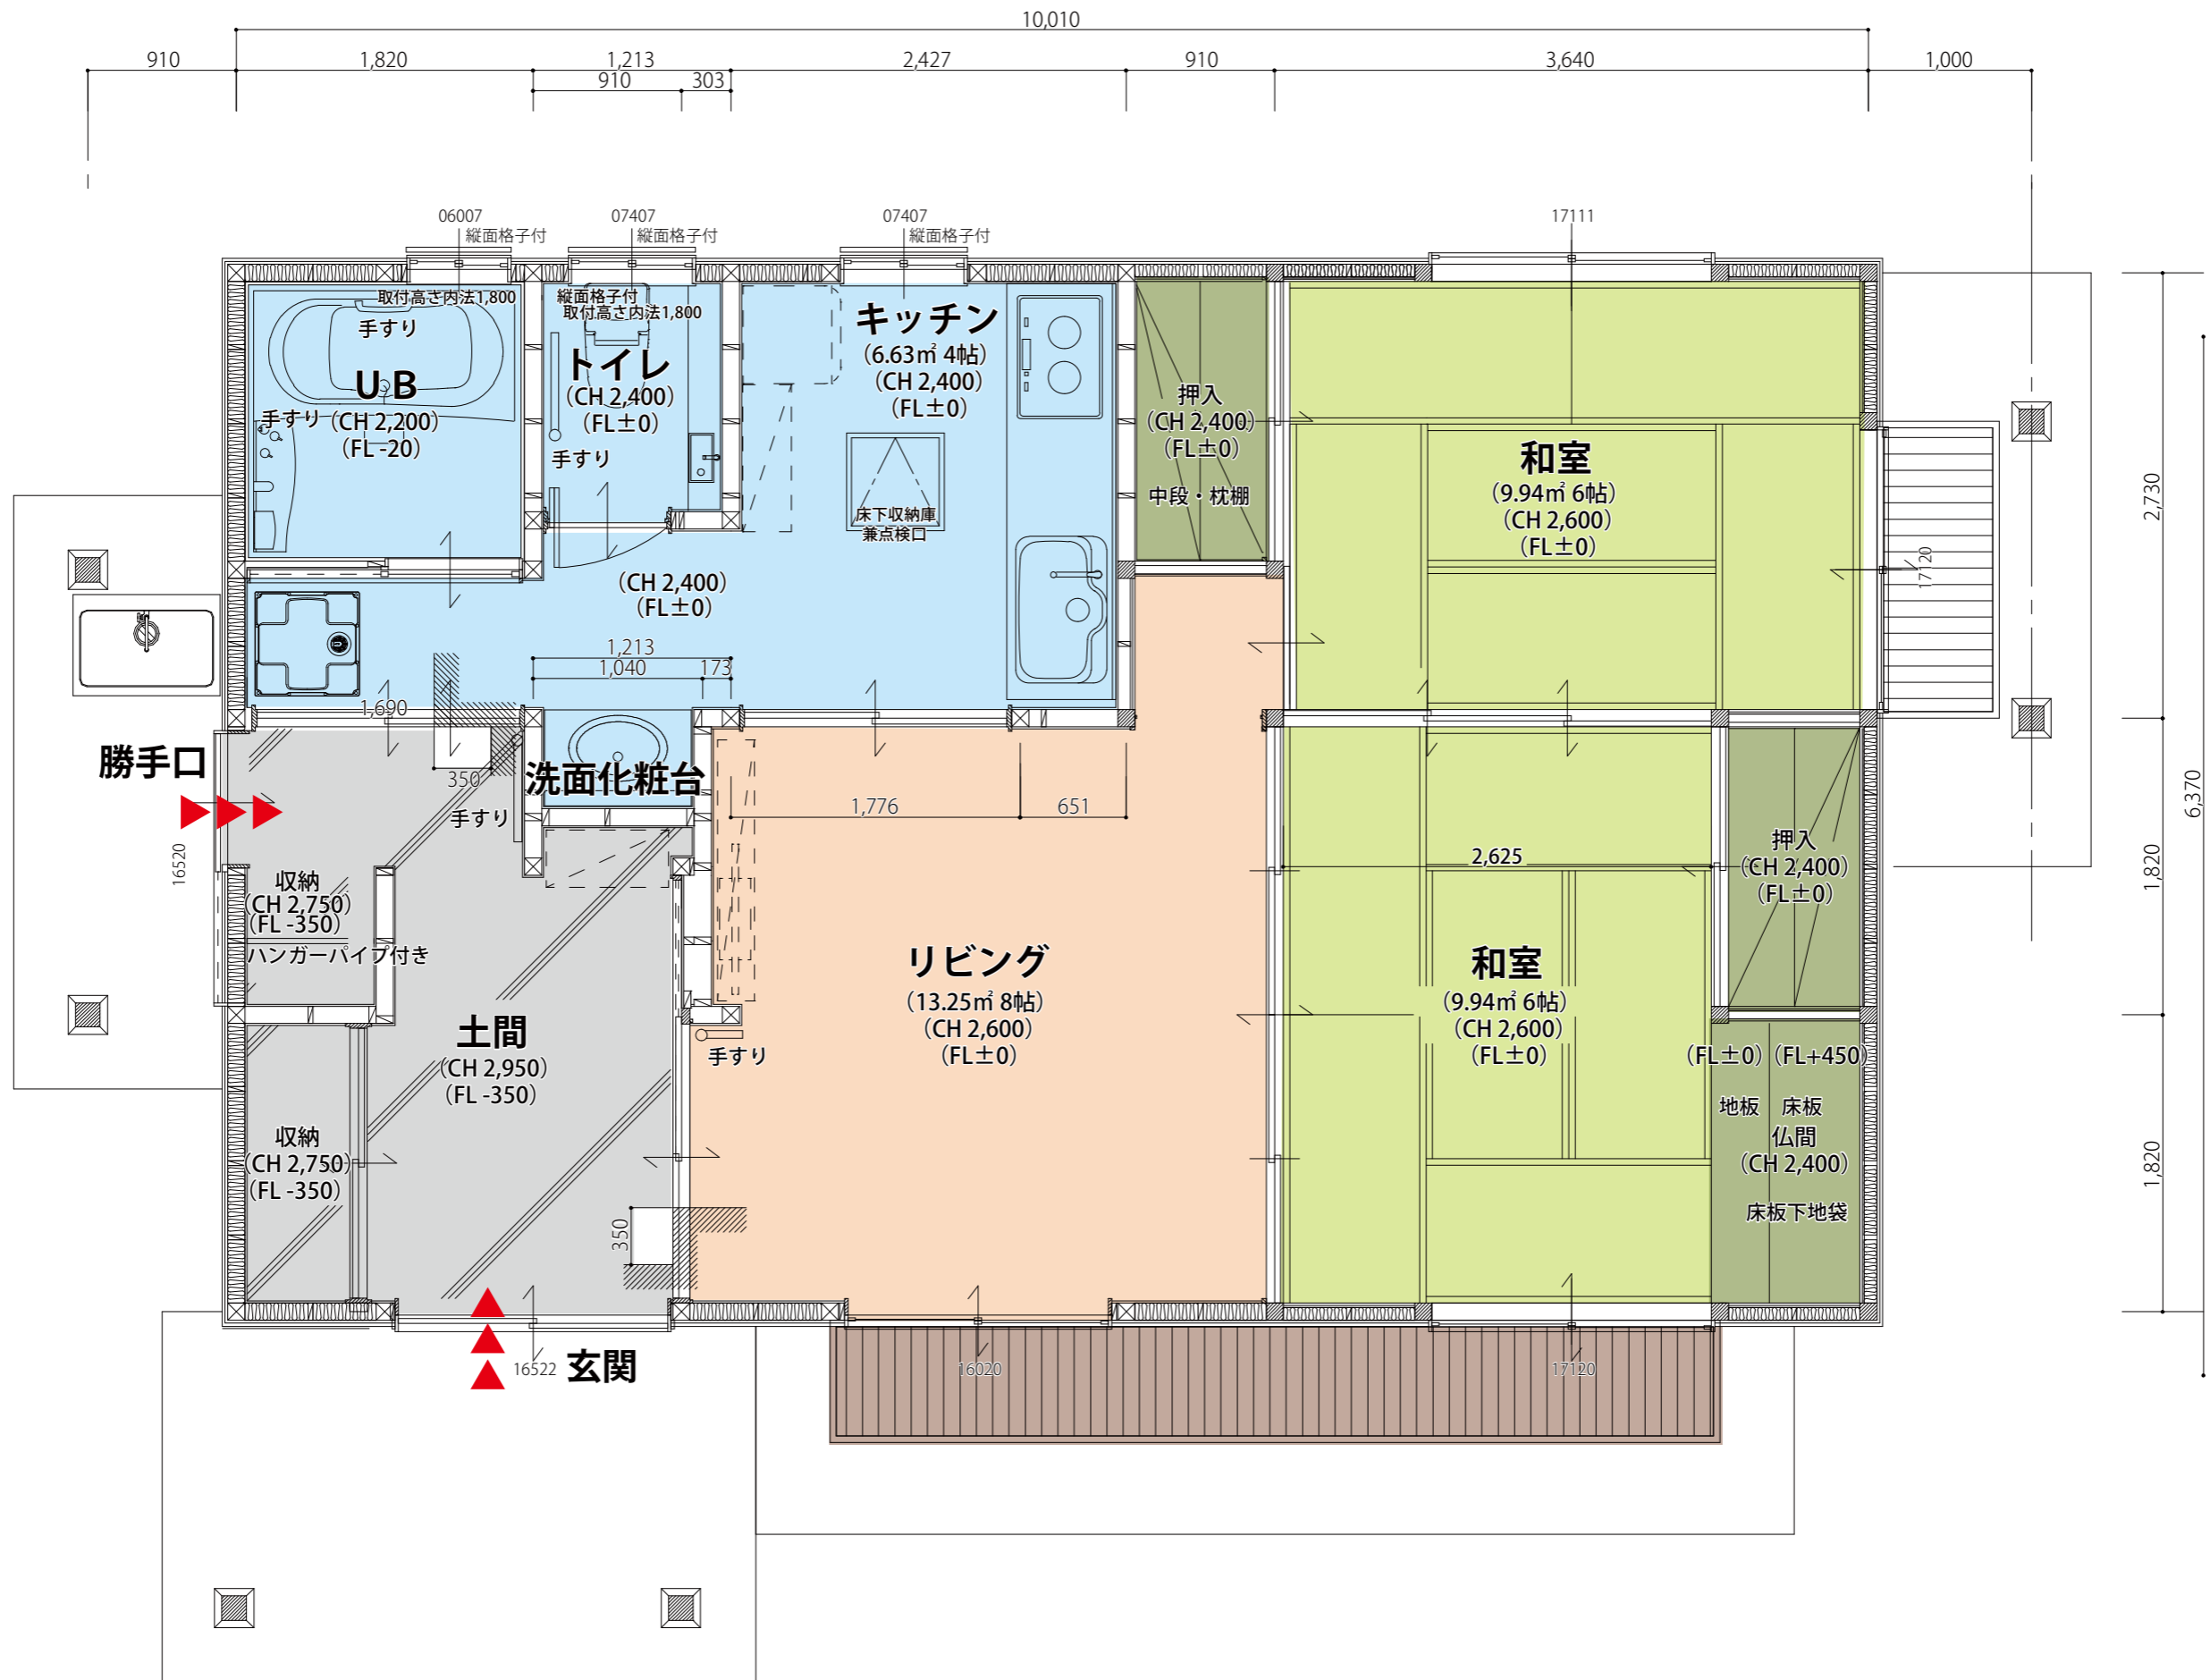 10,010
910
1,820
1,213
2,427
910
3,640
1,000
910
303
06007
縦面格子付
07407
縦面格子付
07407
縦面格子付
17111
取付高さ内法1,800
手すり
UB
手すり
(CH 2,200)
(FL -20)
縦面格子付
取付高さ内法1,800
トイレ
(CH 2,400)
(FL±0)
手すり
キッチン
(6.63㎡ 4帖)
(CH 2,400)
(FL±0)
床下収納庫
兼点検口
押入
(CH 2,400)
(FL±0)
中段・枕棚
和室
(9.94㎡ 6帖)
(CH 2,600)
(FL±0)
17120
2,730
(CH 2,400)
(FL±0)
1,213
1,040
173
1,690
勝手口
350
手すり
洗面化粧台
1,776
651
16520
収納
(CH 2,750)
(FL -350)
ハンガーパイプ付き
土間
(CH 2,950)
(FL -350)
収納
(CH 2,750)
(FL -350)
350
手すり
リビング
(13.25㎡ 8帖)
(CH 2,600)
(FL±0)
2,625
和室
(9.94㎡ 6帖)
(CH 2,600)
(FL±0)
押入
(CH 2,400)
(FL±0)
(FL±0)
(FL+450)
地板
床板
仏間
(CH 2,400)
床板下地袋
1,820
6,370
1,820
16522
玄関
16020
17120